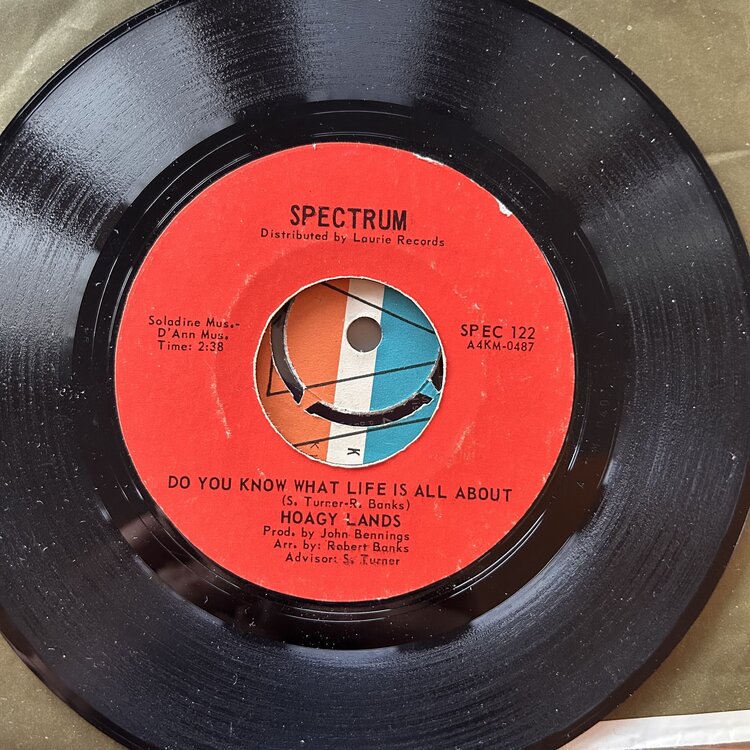 SPECTRUM
Distributed by Laurie Records
Soladine Mus.-
D'Ann Mus.
Time: 2:38
SPEC 122
A4KM-0487
K
DO YOU KNOW WHAT LIFE IS ALL ABOUT
(S. Turner-R. Banks)
HOAGY LANDS
Prod. by John Bennings
Arr. by: Robert Banks
Advisor: S. Turner